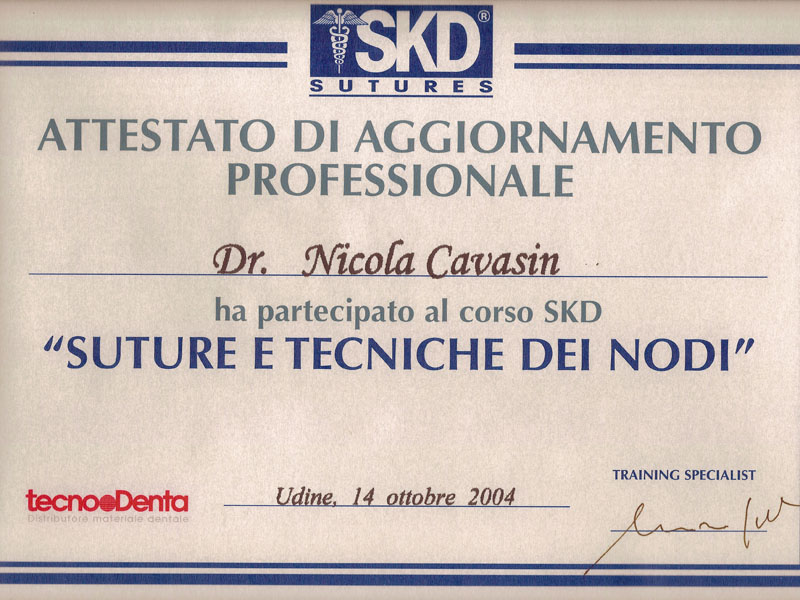 SKD®
SUTURES
ATTESTATO DI AGGIORNAMENTO
PROFESSIONALE
Dr. Nicola Cavasin
ha partecipato al corso SKD
“SUTURE E TECNICHE DEI NODI”
TRAINING SPECIALIST
tecnoDenta
Distributore materiale dentale
Udine, 14 ottobre 2004